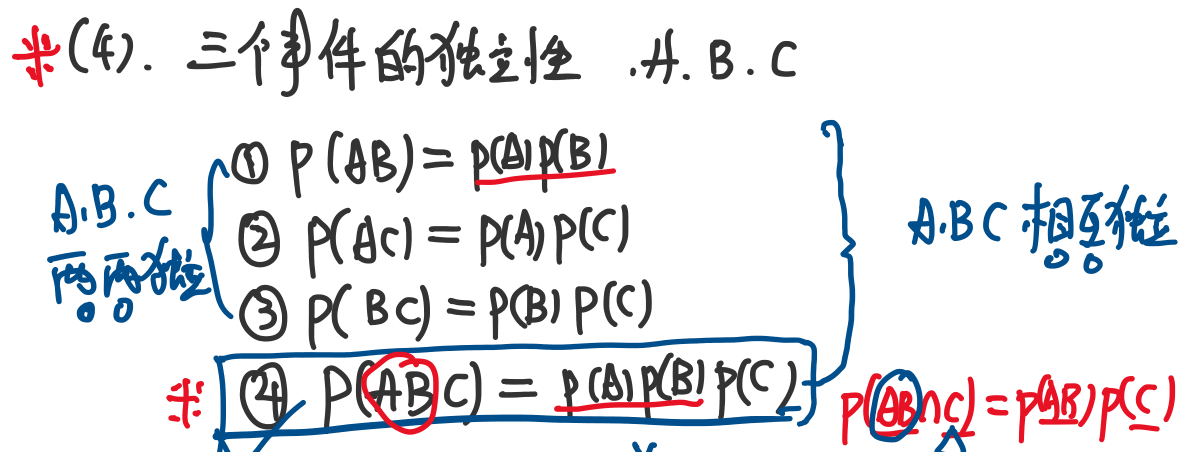 ※(4). 三个事件的独立性 .A.B.C
① P(AB)=P(A)P(B)
A.B.C
两两独立
② P(AC)=P(A)P(C)
③ P(BC)=P(B)P(C)
A.B C 相互独立
※ ④ P(ABC)=P(A)P(B)P(C)
P(AB∩C)=P(AB)P(C)